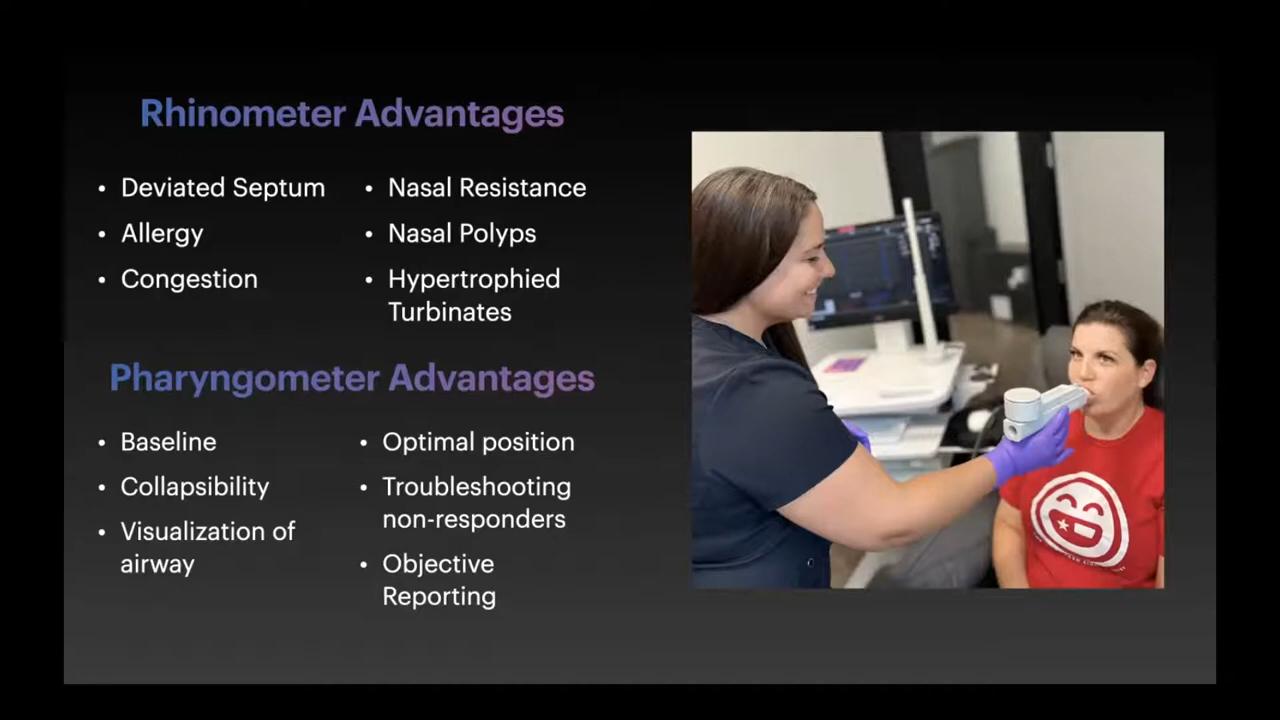 Rhinometer Advantages
• Deviated Septum
• Allergy
• Congestion
• Nasal Resistance
• Nasal Polyps
• Hypertrophied
Turbinates
Pharyngometer Advantages
• Baseline
• Collapsibility
• Visualization of
airway
• Optimal position
• Troubleshooting
non-responders
• Objective
Reporting